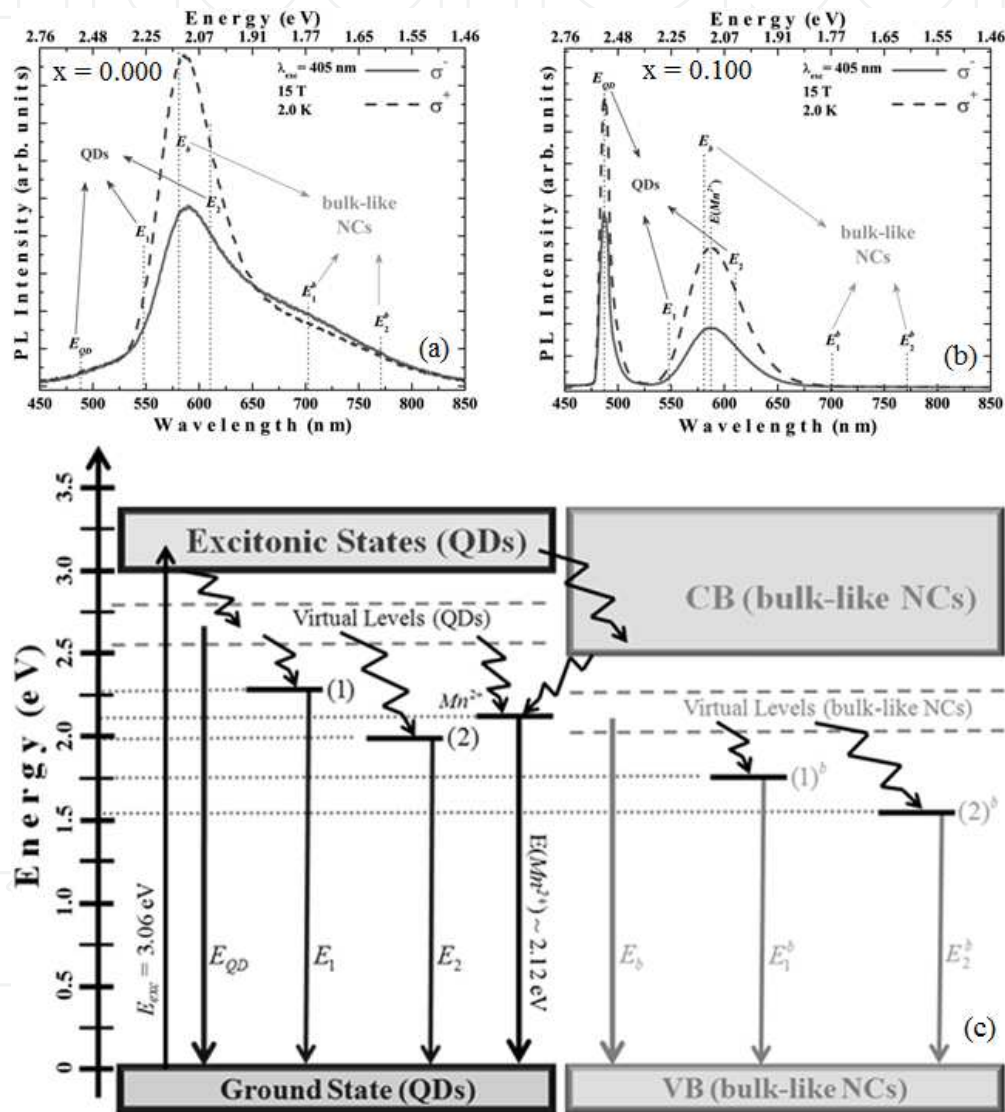 Energy (eV)
2.76 2.48 2.25 2.07 1.91 1.77 1.65 1.55 1.46
x = 0.000
λexc = 405 nm
σ-
15 T
σ+
2.0 K
PL Intensity (arb. units)
Eb
QDs
bulk-like
NCs
E2
E1
E1^b
E2^b
EQD
(a)
450 500 550 600 650 700 750 800 850
Wavelength (nm)
Energy (eV)
2.76 2.48 2.25 2.07 1.91 1.77 1.65 1.55 1.46
x = 0.100
λexc = 405 nm
σ-
15 T
σ+
2.0 K
PL Intensity (arb. units)
EQD
Eb
E(Mn2+)
QDs
bulk-like
NCs
E2
E1
E1^b
E2^b
(b)
450 500 550 600 650 700 750 800 850
Wavelength (nm)
Energy (eV)
3.5
3.0
2.5
2.0
1.5
1.0
0.5
0
Excitonic States (QDs)
CB (bulk-like NCs)
Virtual Levels (QDs)
(1)
Mn2+
Virtual Levels (bulk-like NCs)
(2)
(1)^b
(2)^b
Eexc = 3.06 eV
EQD
E1
E2
E(Mn2+) ~ 2.12 eV
Eb
E1^b
E2^b
(c)
Ground State (QDs)
VB (bulk-like NCs)